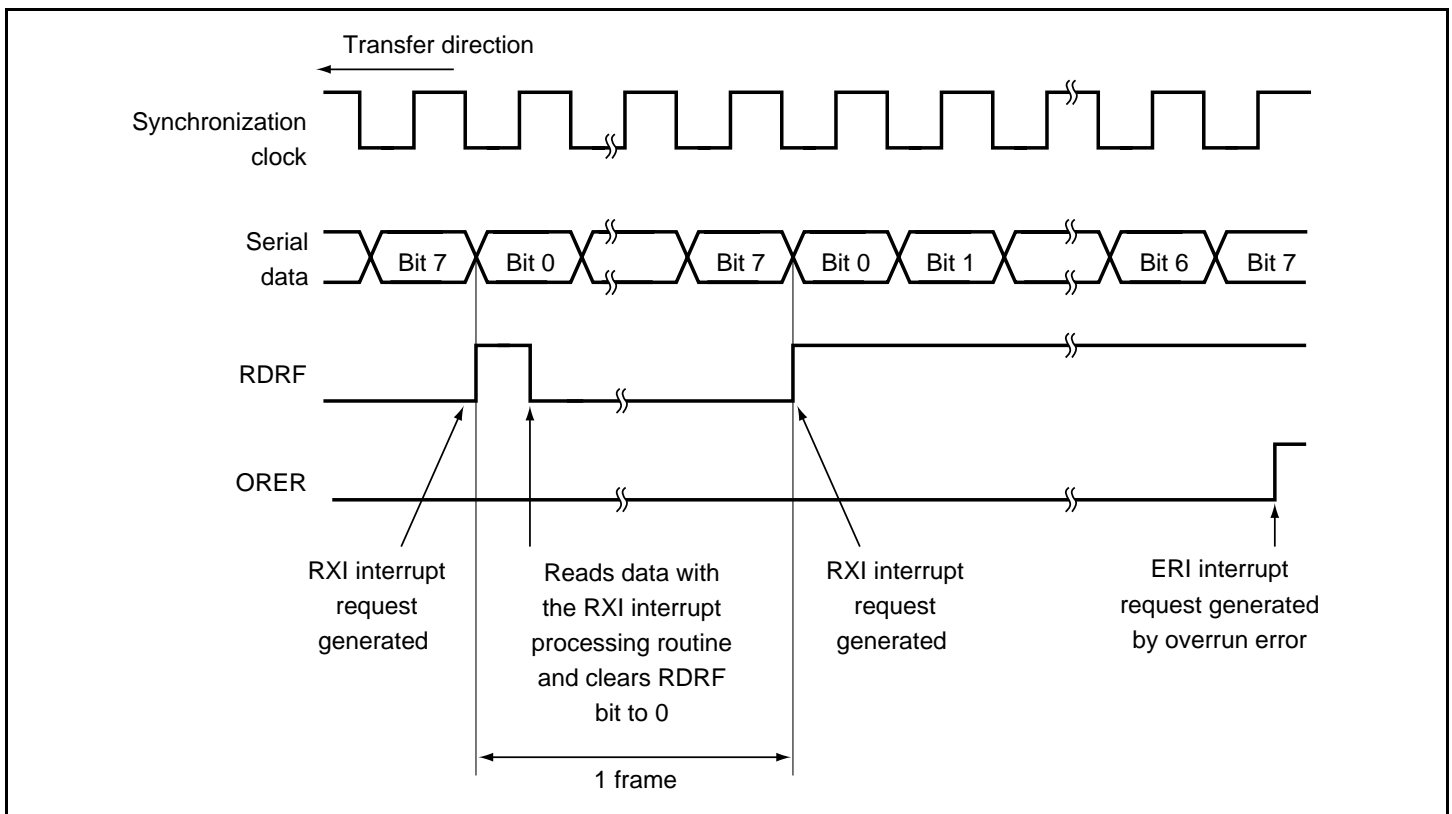 Transfer direction
Synchronization
clock
Serial
data
Bit 7
Bit 0
Bit 7
Bit 0
Bit 1
Bit 6
Bit 7
RDRF
ORER
RXI interrupt
request
generated
Reads data with
the RXI interrupt
processing routine
and clears RDRF
bit to 0
RXI interrupt
request
generated
ERI interrupt
request generated
by overrun error
1 frame